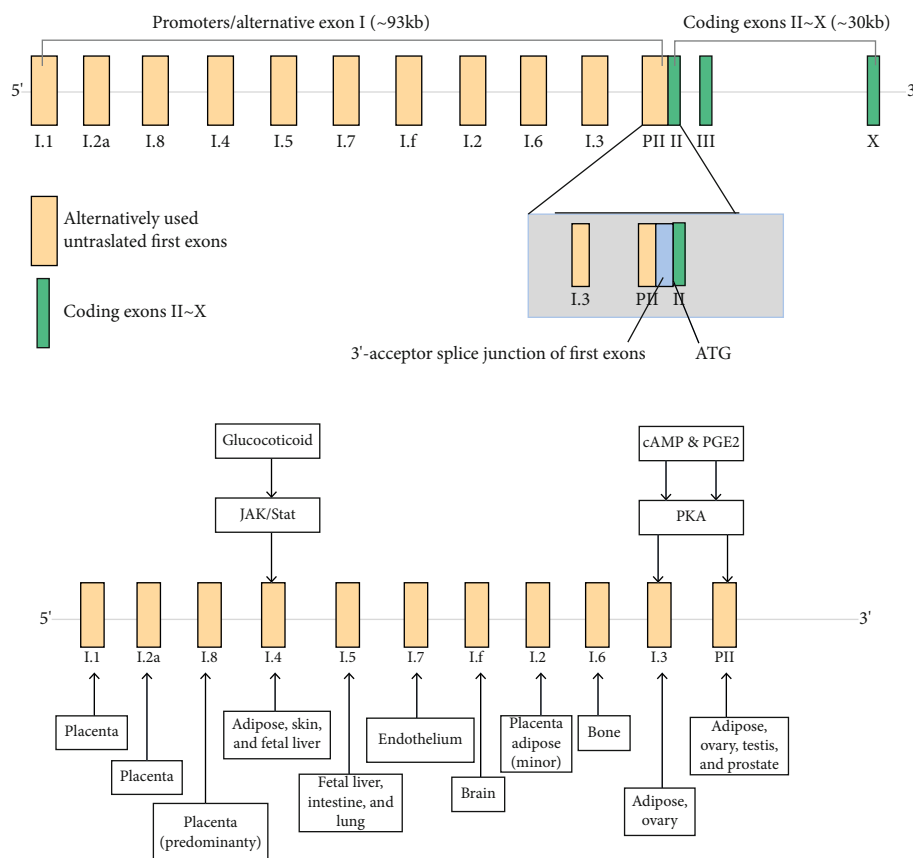 Promoters/alternative exon I (~93kb)
Coding exons II~X (~30kb)
5'
3'
I.1
I.2a
I.8
I.4
I.5
I.7
I.f
I.2
I.6
I.3
PII
II
III
X
Alternatively used
untraslated first exons
Coding exons II~X
I.3
PII
II
3'-acceptor splice junction of first exons
ATG
Glucocoticoid
cAMP & PGE2
JAK/Stat
PKA
5'
3'
I.1
I.2a
I.8
I.4
I.5
I.7
I.f
I.2
I.6
I.3
PII
Placenta
Placenta
Placenta
(predominanty)
Adipose, skin,
and fetal liver
Fetal liver,
intestine, and
lung
Endothelium
Brain
Placenta
adipose
(minor)
Bone
Adipose,
ovary
Adipose,
ovary, testis,
and prostate